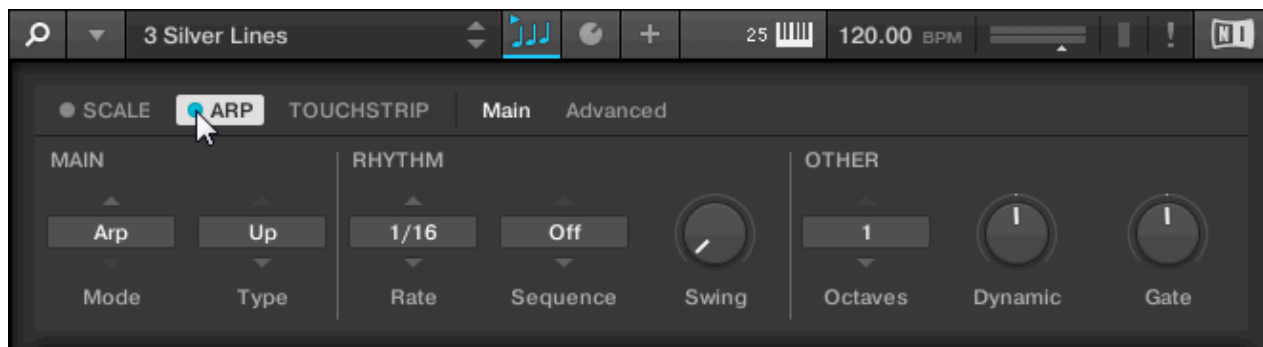 3 Silver Lines 25 120.00 BPM ! NI
SCALE ARP TOUCHSTRIP Main Advanced
MAIN RHYTHM OTHER
Arp Up 1/16 Off 1
Mode Type Rate Sequence Swing Octaves Dynamic Gate